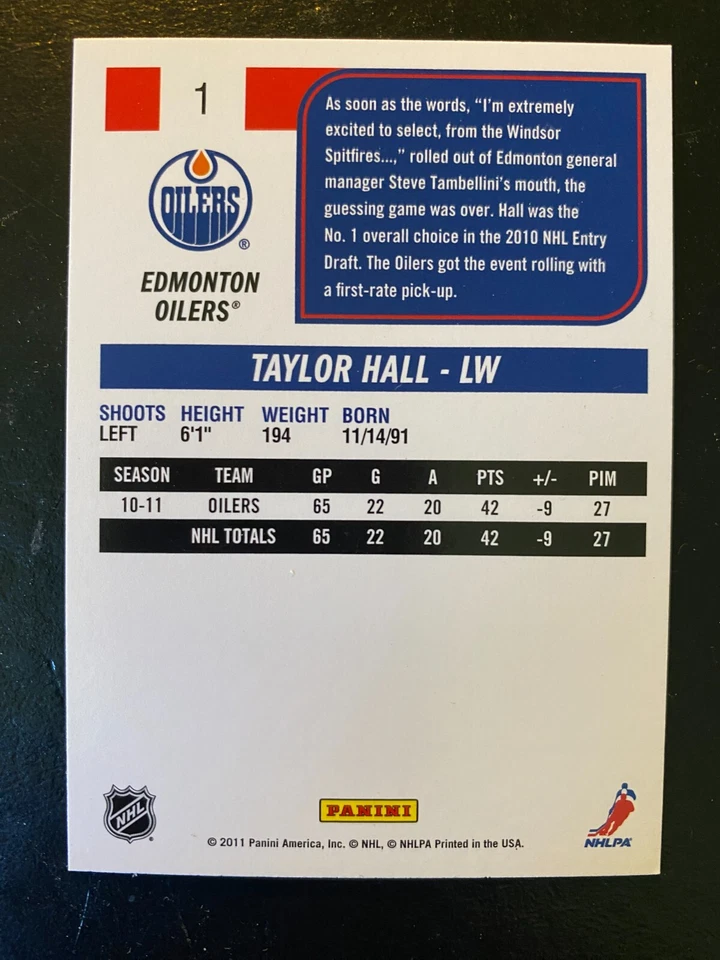 1
As soon as the words, “I’m extremely
excited to select, from the Windsor
Spitfires...,” rolled out of Edmonton general
manager Steve Tambellini’s mouth, the
guessing game was over. Hall was the
No. 1 overall choice in the 2010 NHL Entry
Draft. The Oilers got the event rolling with
a first-rate pick-up.
OILERS ®
EDMONTON
OILERS®
TAYLOR HALL - LW
SHOOTS HEIGHT WEIGHT BORN
LEFT 6'1" 194 11/14/91
SEASON TEAM GP G A PTS +/- PIM
10-11 OILERS 65 22 20 42 -9 27
NHL TOTALS 65 22 20 42 -9 27
NHL ®
PANINI
NHLPA®
© 2011 Panini America, Inc. © NHL, © NHLPA Printed in the USA.